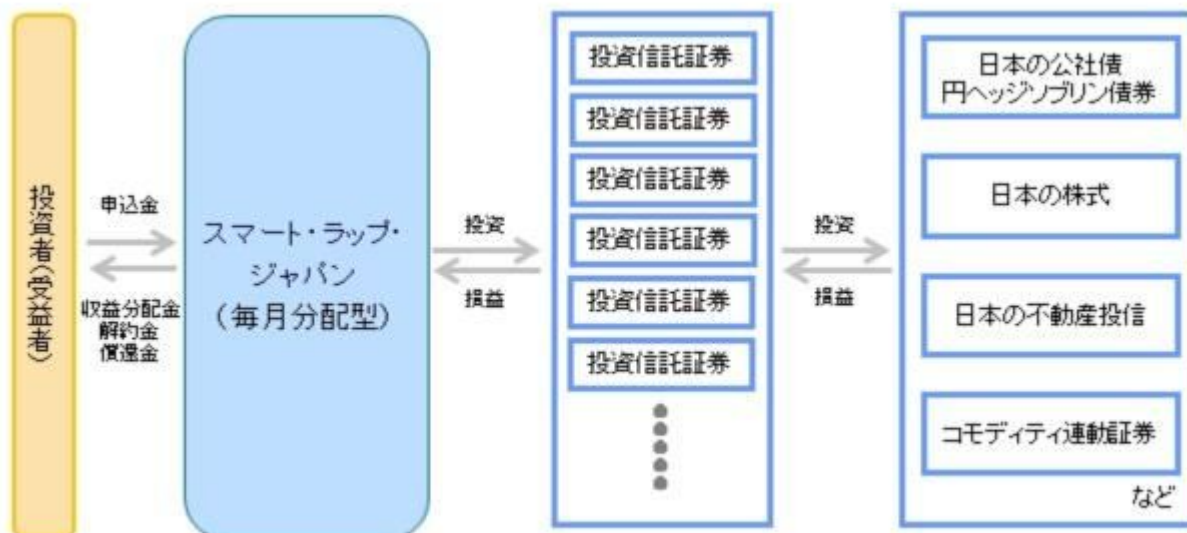 投資者(受益者)
申込金
収益分配金
解約金
償還金
スマート・ラップ・
ジャパン
(毎月分配型)
投資
損益
投資信託証券
投資信託証券
投資信託証券
投資信託証券
投資信託証券
投資信託証券
投資
損益
日本の公社債
円ヘッジソブリン債券
日本の株式
日本の不動産投信
コモディティ連動証券
など